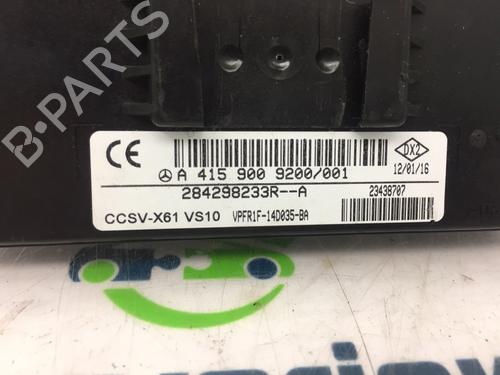 B-PARTS
CE
A 415 900 9200/001
DX2
12/01/16
284298233R--A
23438707
CCSV-X61 VS10
VPFR1F-14D035-BA